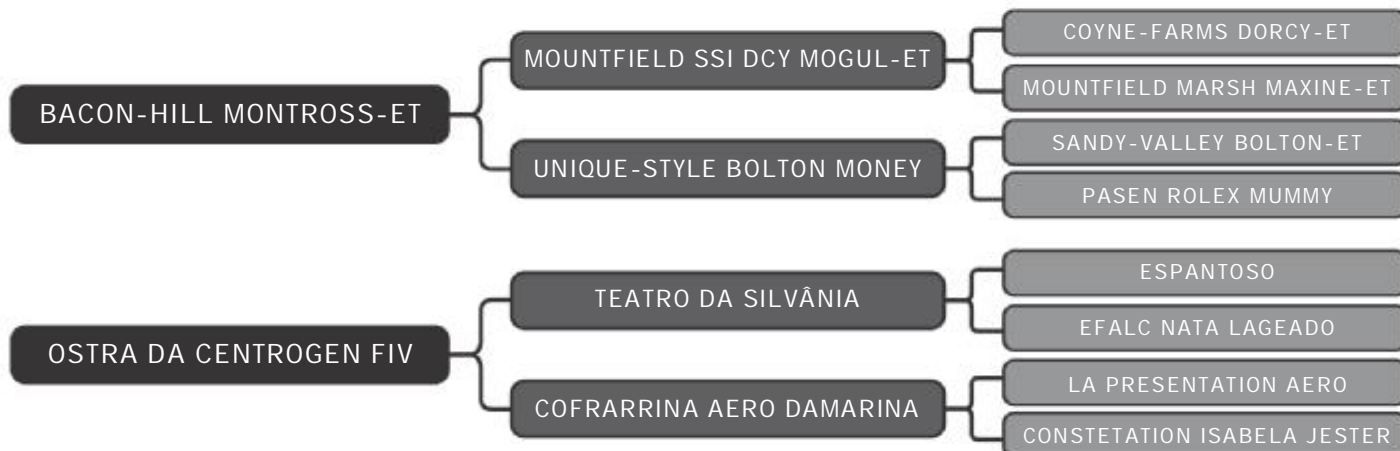 COYNE-FARMS DORCY-ET
MOUNTFIELD SSI DCY MOGUL-ET
MOUNTFIELD MARSH MAXINE-ET
BACON-HILL MONTROSS-ET
SANDY-VALLEY BOLTON-ET
UNIQUE-STYLE BOLTON MONEY
PASEN ROLEX MUMMY
ESPANTOSO
TEATRO DA SILVÂNIA
EFALC NATA LAGEADO
OSTRA DA CENTROGEN FIV
LA PRESENTATION AERO
COFRARRINA AERO DAMARINA
CONSTETATION ISABELA JESTER